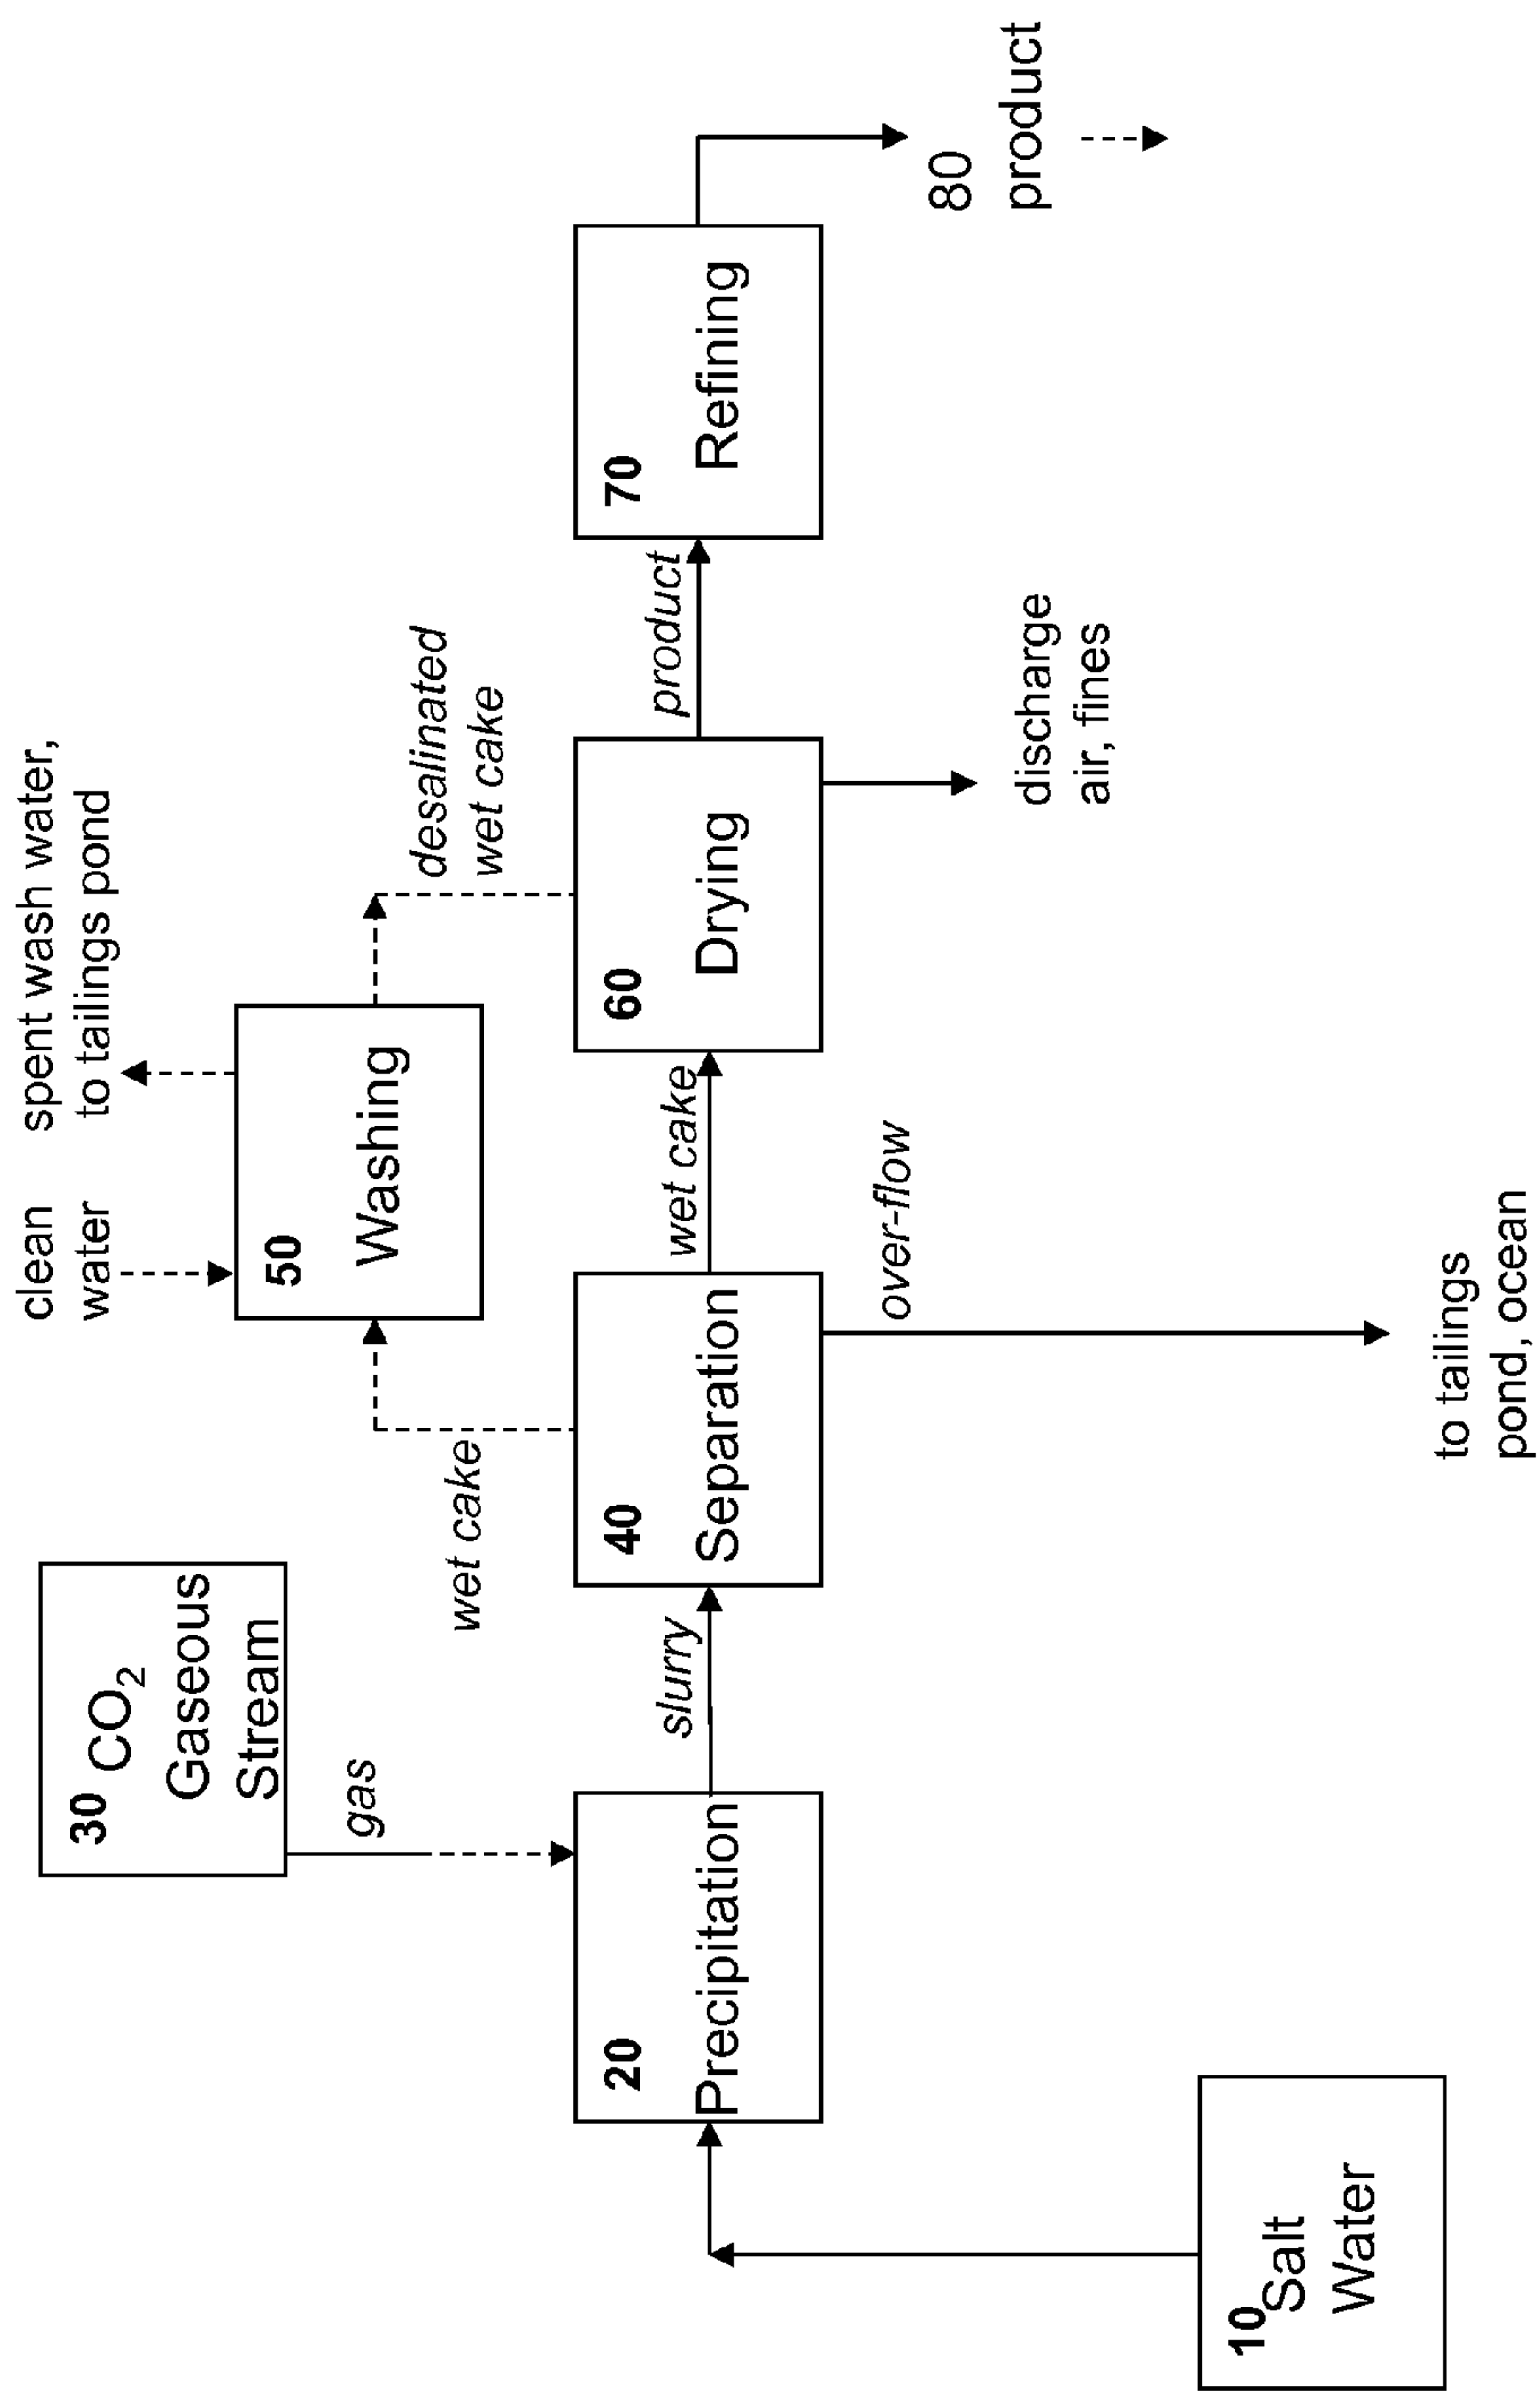 10
Salt
Water
20
Precipitation
30 CO₂
Gaseous
Stream
gas
slurry
40
Separation
wet cake
wet cake
over-flow
to tailings
pond, ocean
clean
water
50
Washing
spent wash water,
to tailings pond
desalinated
wet cake
60
Drying
discharge
air, fines
product
70
Refining
80
product